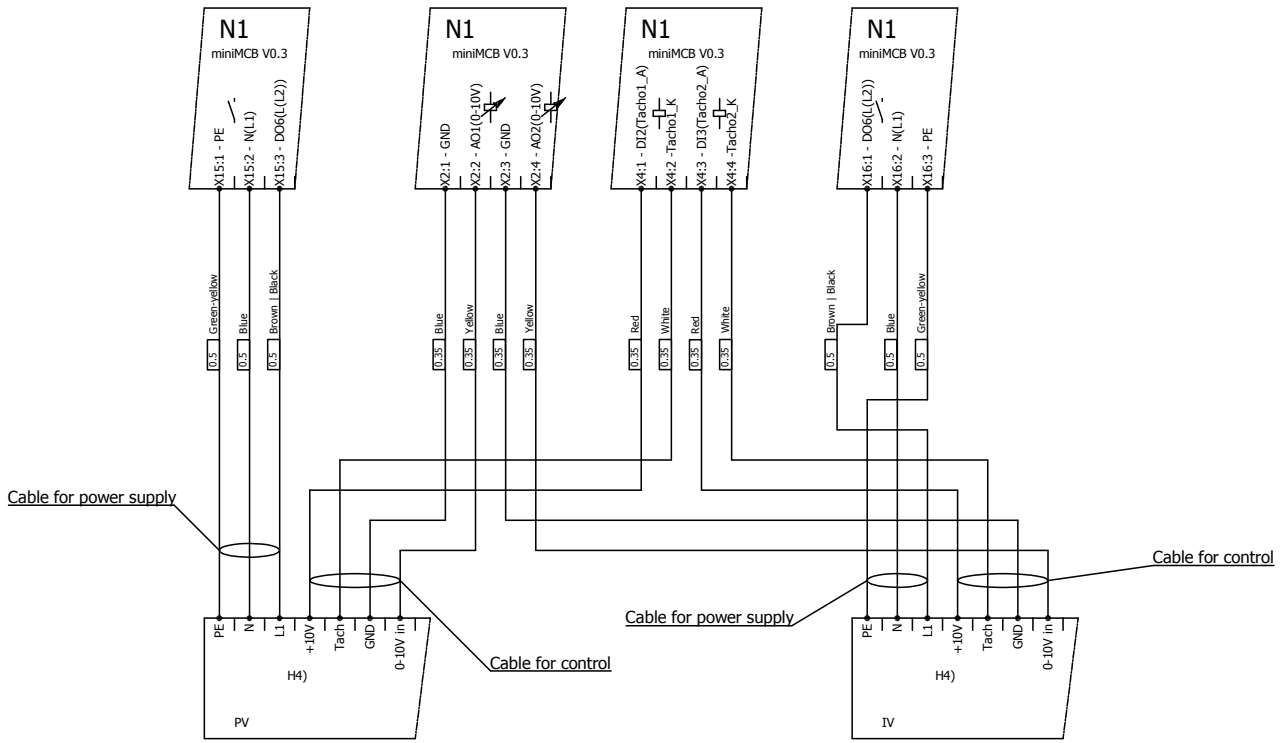 N1
miniMCB V0.3
X15:1 - PE
X15:2 - N(L1)
X15:3 - DO6(L(L2))
N1
miniMCB V0.3
X2:1 - GND
X2:2 - AO1(0-10V)
X2:3 - GND
X2:4 - AO2(0-10V)
N1
miniMCB V0.3
X4:1 - DI2(Tacho1_A)
X4:2 -Tacho1_K
X4:3 - DI3(Tacho2_A)
X4:4 -Tacho2_K
N1
miniMCB V0.3
X16:1 - DO6(L(L2))
X16:2 - N(L1)
X16:3 - PE
0.5 Green-yellow
0.5 Blue
0.5 Brown | Black
0.35 Blue
0.35 Yellow
0.35 Blue
0.35 Yellow
0.35 Red
0.35 White
0.35 Red
0.35 White
0.5 Brown | Black
0.5 Blue
0.5 Green-yellow
Cable for power supply
Cable for control
Cable for power supply
Cable for control
PE
N
L1
+10V
Tach
GND
0-10V in
H4)
PV
PE
N
L1
+10V
Tach
GND
0-10V in
H4)
IV